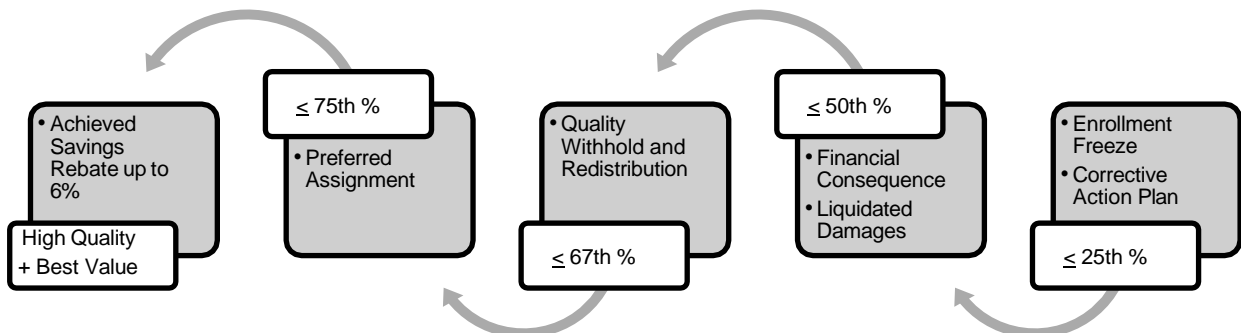 • Achieved
Savings
Rebate up to
6%
High Quality
+ Best Value
≤ 75th %
• Preferred
Assignment
• Quality
Withhold and
Redistribution
≤ 67th %
≤ 50th %
• Financial
Consequence
• Liquidated
Damages
• Enrollment
Freeze
• Corrective
Action Plan
≤ 25th %